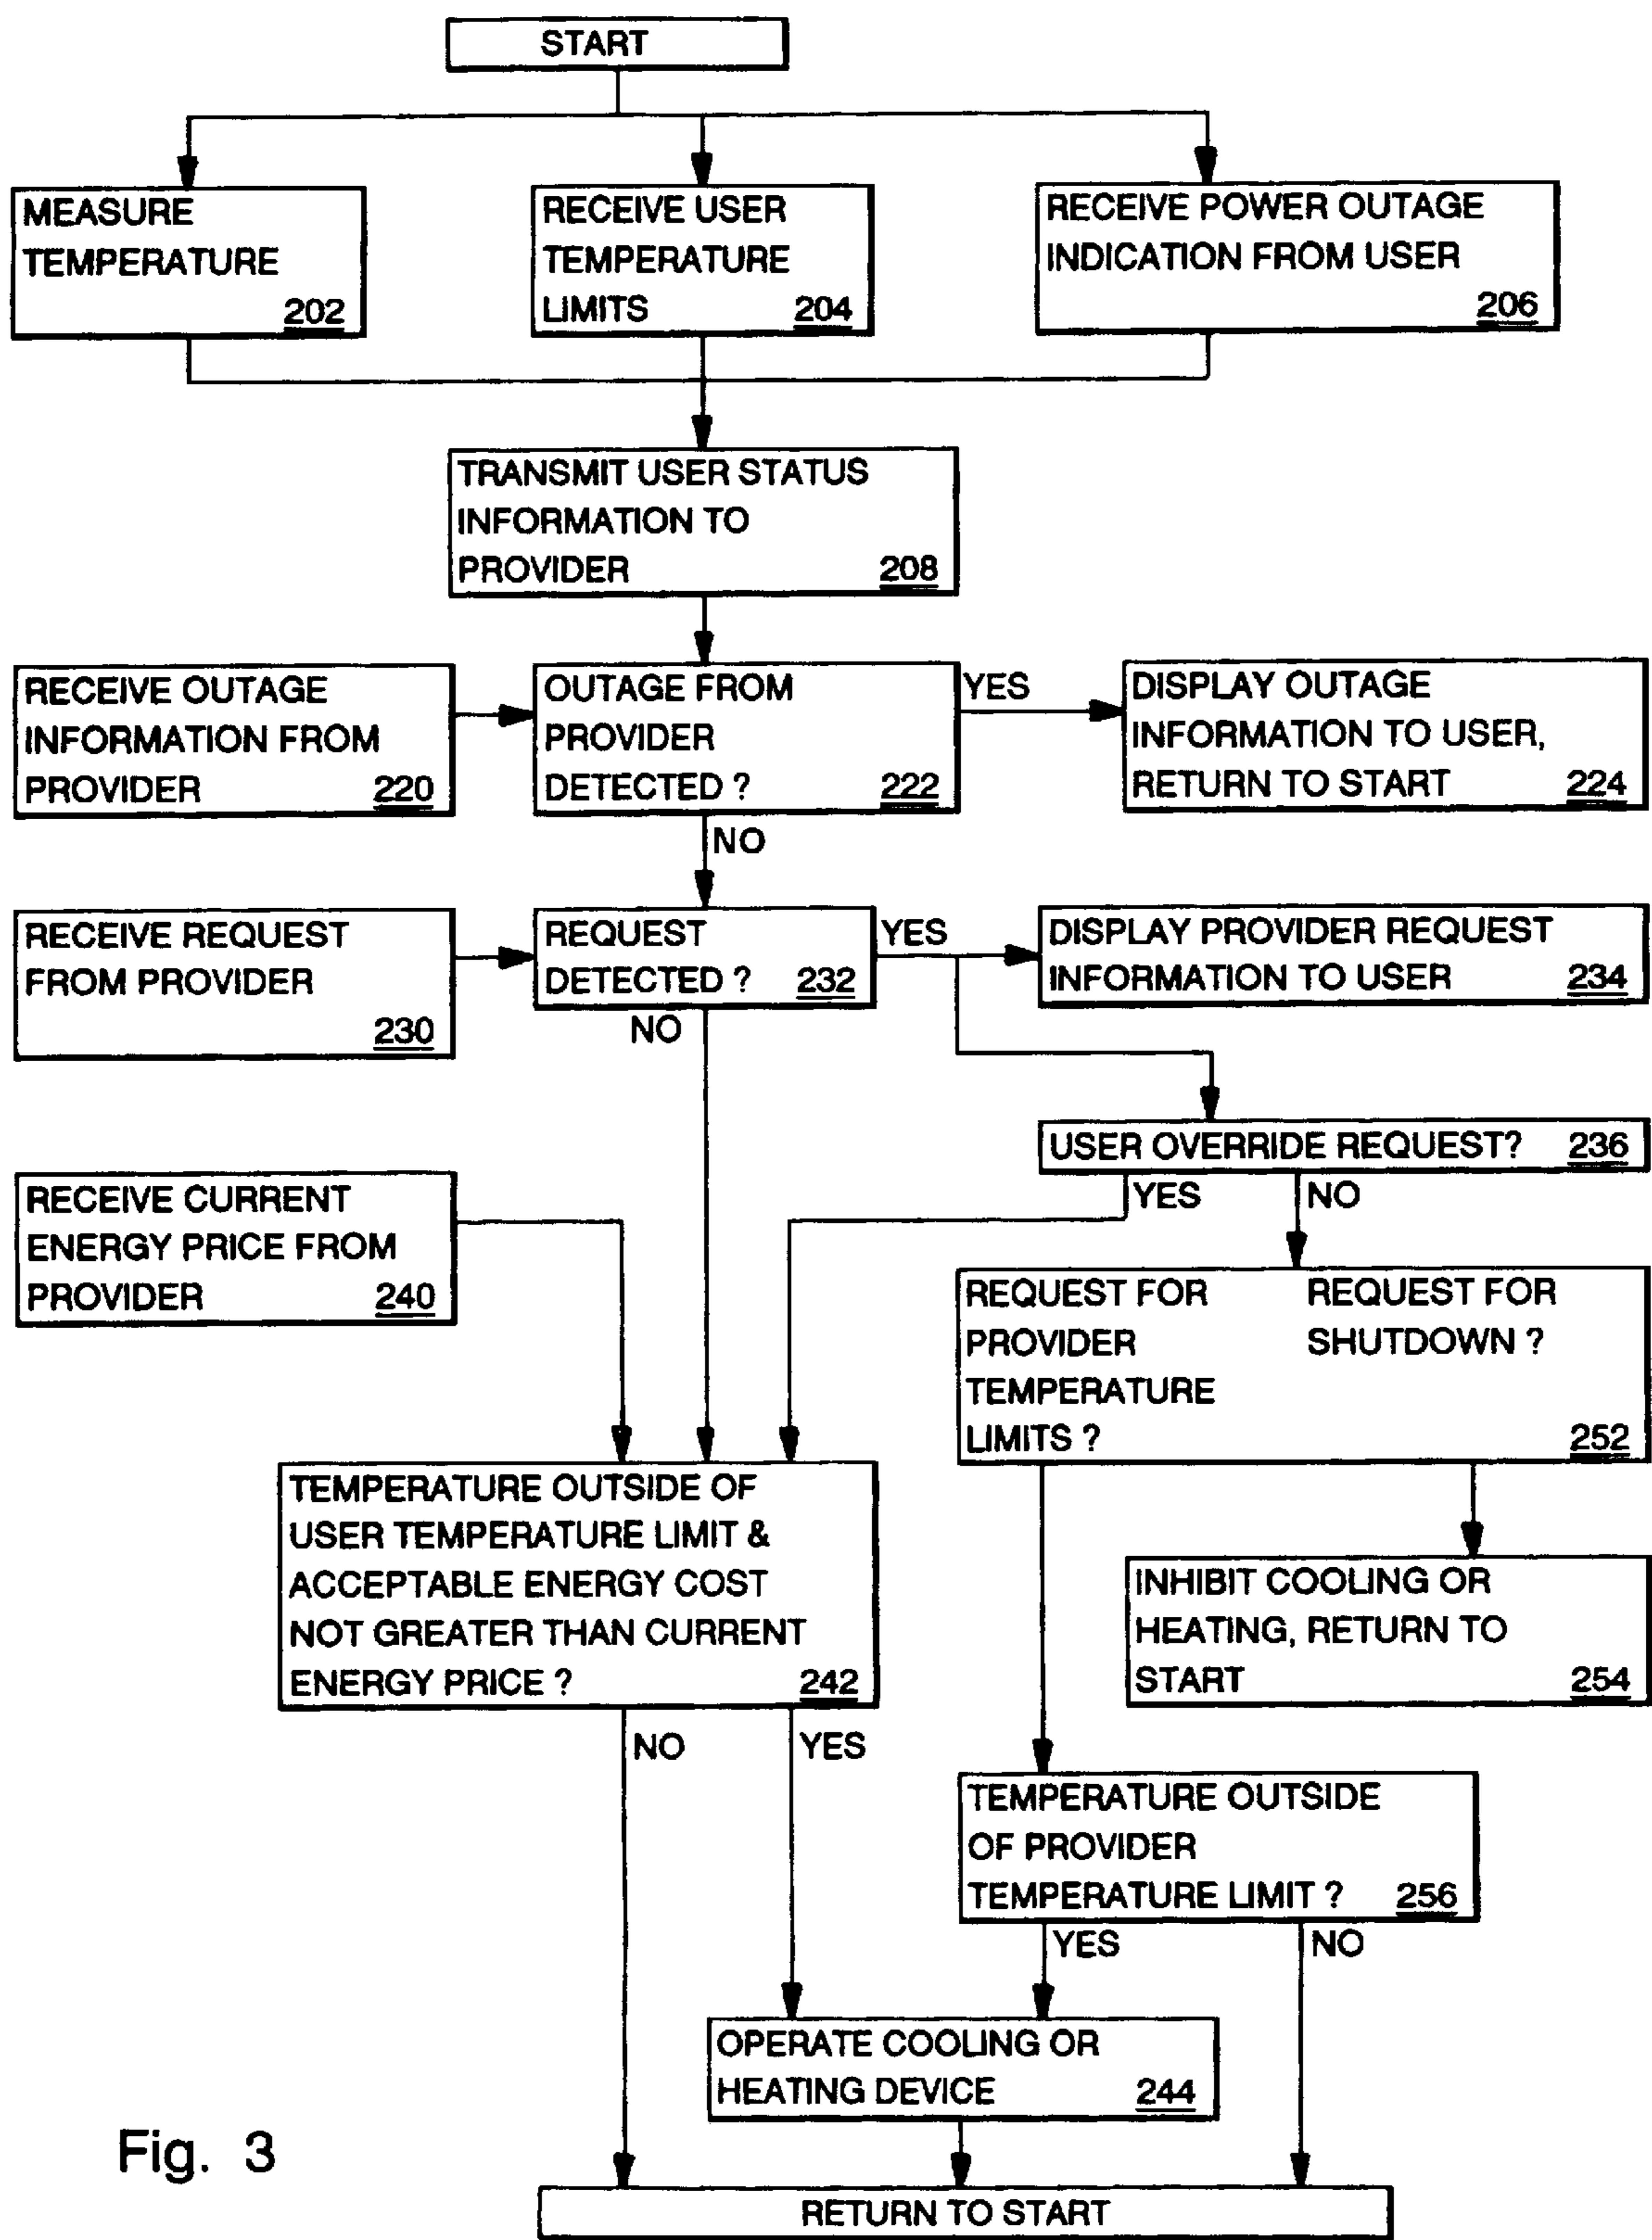 START
MEASURE
TEMPERATURE
202
RECEIVE USER
TEMPERATURE
LIMITS 204
RECEIVE POWER OUTAGE
INDICATION FROM USER
206
TRANSMIT USER STATUS
INFORMATION TO
PROVIDER 208
RECEIVE OUTAGE
INFORMATION FROM
PROVIDER 220
OUTAGE FROM
PROVIDER
DETECTED ? 222
YES
DISPLAY OUTAGE
INFORMATION TO USER,
RETURN TO START 224
NO
RECEIVE REQUEST
FROM PROVIDER
230
REQUEST
DETECTED ? 232
YES
DISPLAY PROVIDER REQUEST
INFORMATION TO USER 234
NO
USER OVERRIDE REQUEST? 236
YES
NO
RECEIVE CURRENT
ENERGY PRICE FROM
PROVIDER 240
REQUEST FOR
PROVIDER
TEMPERATURE
LIMITS ?
REQUEST FOR
SHUTDOWN ?
252
TEMPERATURE OUTSIDE OF
USER TEMPERATURE LIMIT &
ACCEPTABLE ENERGY COST
NOT GREATER THAN CURRENT
ENERGY PRICE ? 242
INHIBIT COOLING OR
HEATING, RETURN TO
START 254
NO
YES
TEMPERATURE OUTSIDE
OF PROVIDER
TEMPERATURE LIMIT ? 256
YES
NO
OPERATE COOLING OR
HEATING DEVICE 244
Fig. 3
RETURN TO START